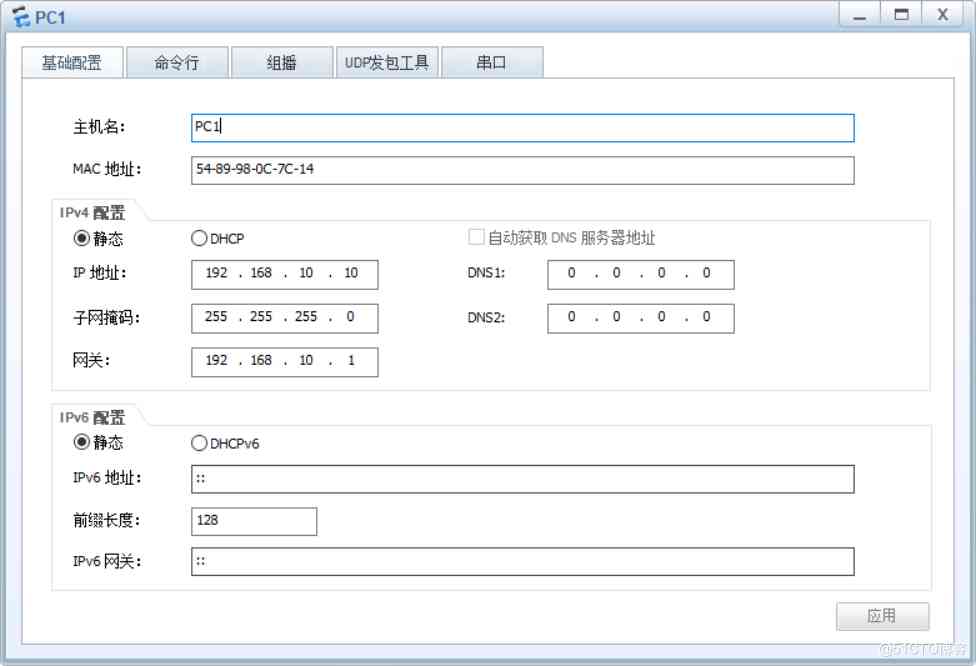 PC1
基础配置 命令行 组播 UDP发包工具 串口
主机名: PC1
MAC 地址: 54-89-98-0C-7C-14
IPv4 配置
静态 DHCP 自动获取 DNS 服务器地址
IP 地址: 192 . 168 . 10 . 10 DNS1: 0 . 0 . 0 . 0
子网掩码: 255 . 255 . 255 . 0 DNS2: 0 . 0 . 0 . 0
网关: 192 . 168 . 10 . 1
IPv6 配置
静态 DHCPv6
IPv6 地址: ::
前缀长度: 128
IPv6 网关: ::
应用
@51CTO博客